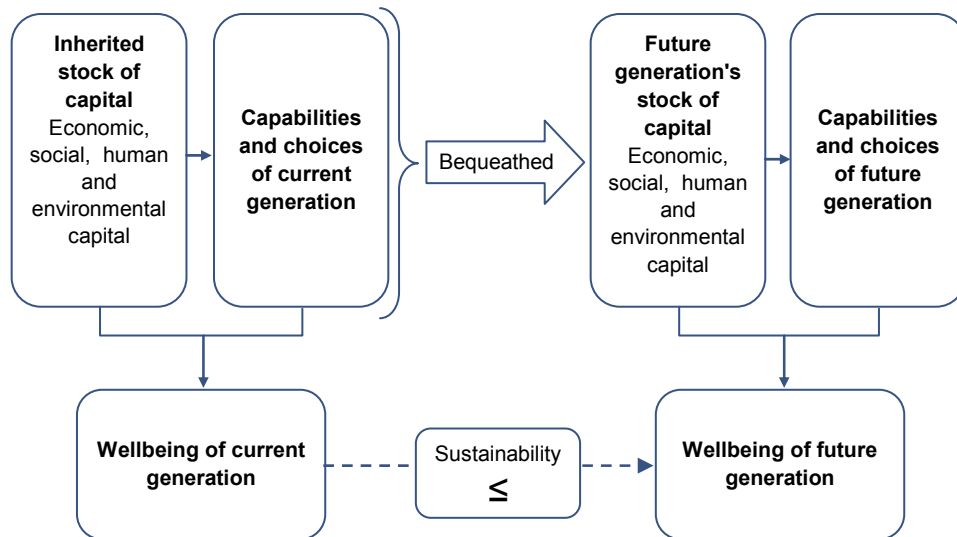 Inherited
stock of
capital
Economic,
social, human
and
environmental
capital
Capabilities
and choices
of current
generation
Bequeathed
Future
generation's
stock of
capital
Economic,
social, human
and
environmental
capital
Capabilities
and choices
of future
generation
Wellbeing of current
generation
Sustainability
≤
Wellbeing of future
generation